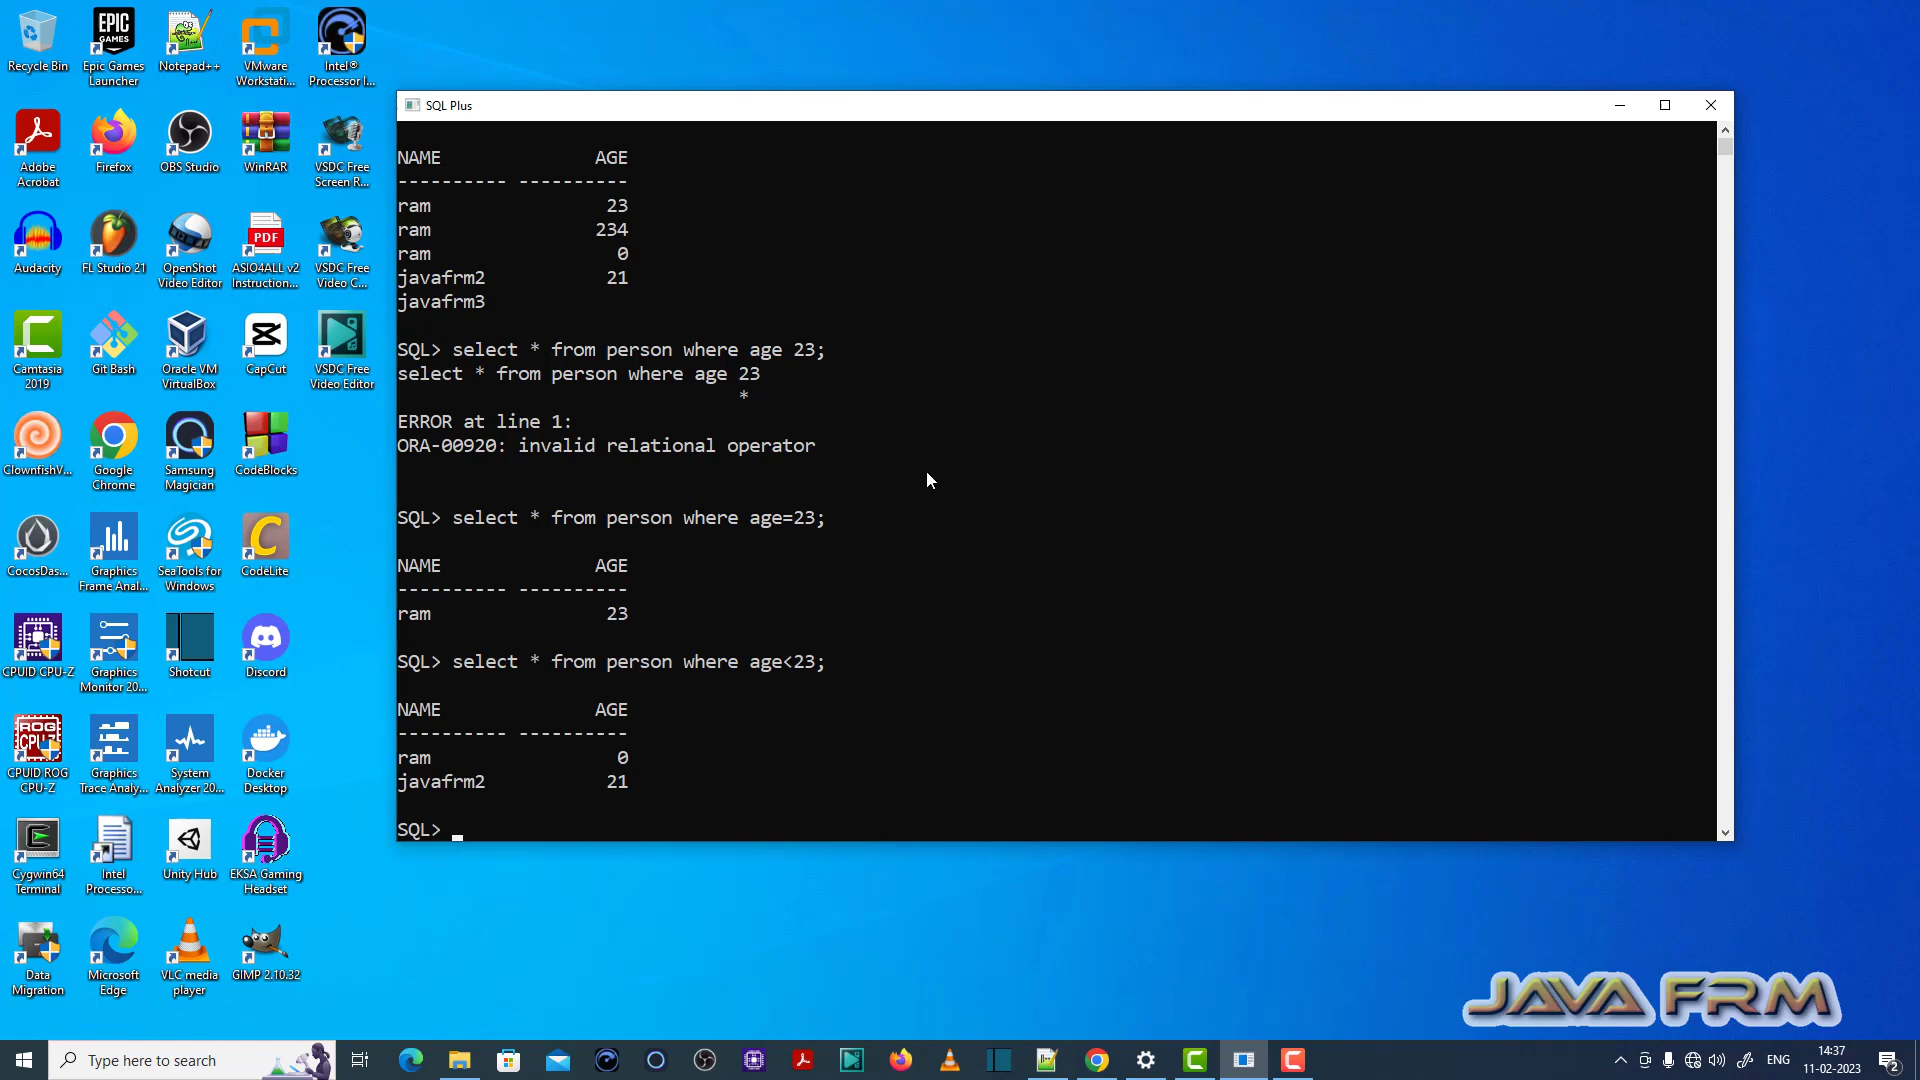 Recycle Bin
Epic Games
Launcher
Notepad++
VMware
Workstati...
Intel®
Processor I...
Adobe
Acrobat
Firefox
OBS Studio
WinRAR
VSDC Free
Screen R...
Audacity
FL Studio 21
OpenShot
Video Editor
PDF
ASIO4ALL v2
Instruction...
VSDC Free
Video C...
Camtasia
2019
Git Bash
Oracle VM
VirtualBox
CapCut
VSDC Free
Video Editor
ClownfishV...
Google
Chrome
Samsung
Magician
CodeBlocks
CocosDas...
Graphics
Frame Anal...
SeaTools for
Windows
CodeLite
CPUID CPU-Z
Graphics
Monitor 20...
Shotcut
Discord
CPUID ROG
CPU-Z
Graphics
Trace Analy...
System
Analyzer 20...
Docker
Desktop
Cygwin64
Terminal
Intel
Processo...
Unity Hub
EKSA Gaming
Headset
Data
Migration
Microsoft
Edge
VLC media
player
GIMP 2.10.32
EPIC
GAMES
ROG
CPU-Z
SQL Plus
NAME AGE
---------- ----------
ram 23
ram 234
ram 0
javafrm2 21
javafrm3
SQL> select * from person where age 23;
select * from person where age 23
*
ERROR at line 1:
ORA-00920: invalid relational operator
SQL> select * from person where age=23;
NAME AGE
---------- ----------
ram 23
SQL> select * from person where age<23;
NAME AGE
---------- ----------
ram 0
javafrm2 21
SQL>
JAVA FRM
Type here to search
ENG
14:37
11-02-2023
2